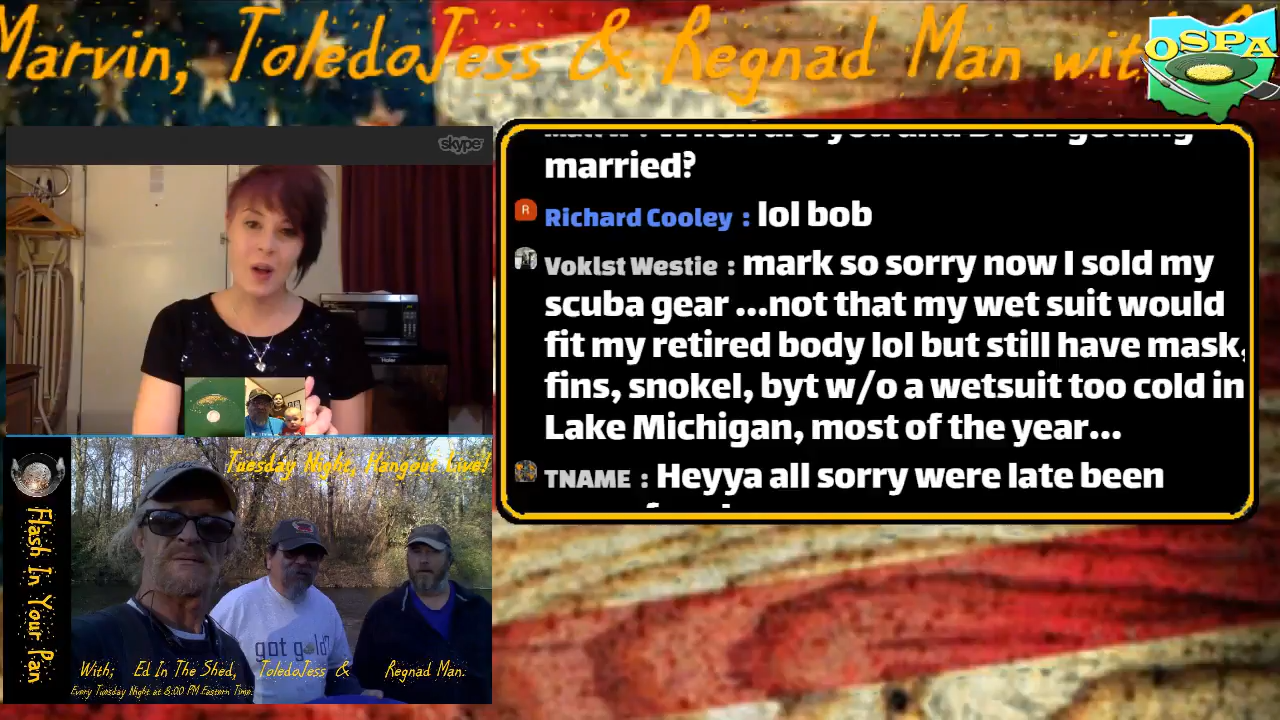 Marvin, ToledoJess & Regnad Man wit
OSPA
skype
married?
R
Richard Cooley : lol bob
Voklst Westie : mark so sorry now I sold my
scuba gear ...not that my wet suit would
fit my retired body lol but still have mask,
fins, snokel, byt w/o a wetsuit too cold in
Lake Michigan, most of the year...
TNAME : Heyya all sorry were late been
Tuesday Night, Hangout Live!
Flash In Your Pan
got gold?
With; Ed In The Shed, ToledoJess & Regnad Man.
Every Tuesday Night at 8:00 PM Eastern Time.